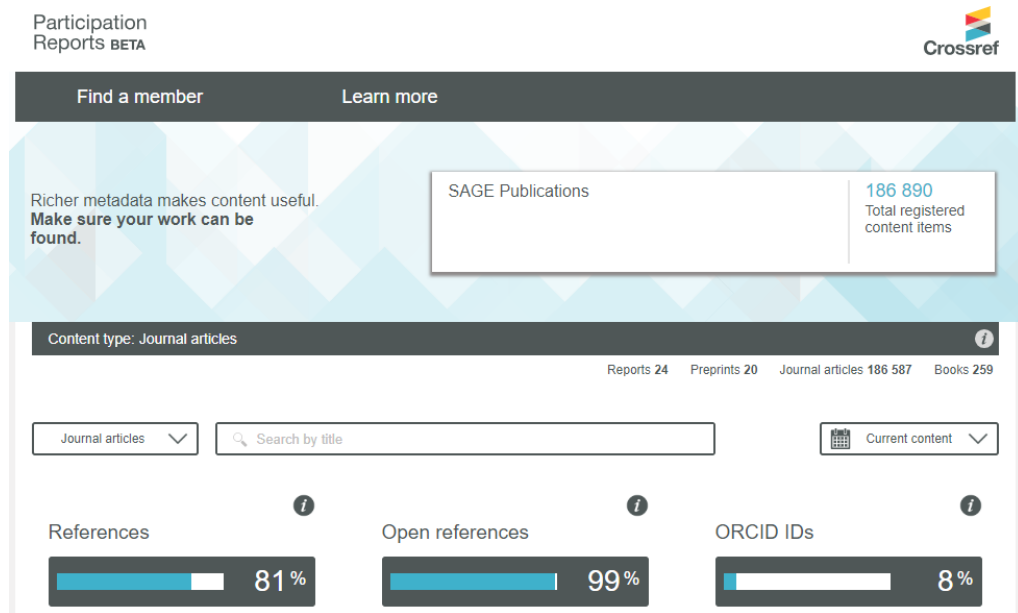 Participation
Reports BETA
Crossref
Find a member
Learn more
Richer metadata makes content useful.
Make sure your work can be
found.
SAGE Publications
186 890
Total registered
content items
Content type: Journal articles
i
Reports 24
Preprints 20
Journal articles 186 587
Books 259
Journal articles
Search by title
Current content
i
References
81 %
i
Open references
99 %
i
ORCID IDs
8 %